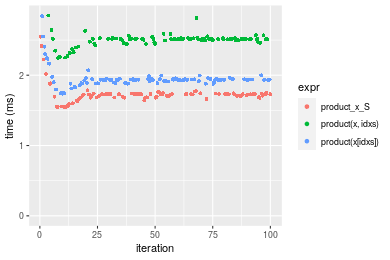 time (ms)
2
1
0
0
25
50
75
100
iteration
expr
product_x_S
product(x, idxs)
product(x[idxs])